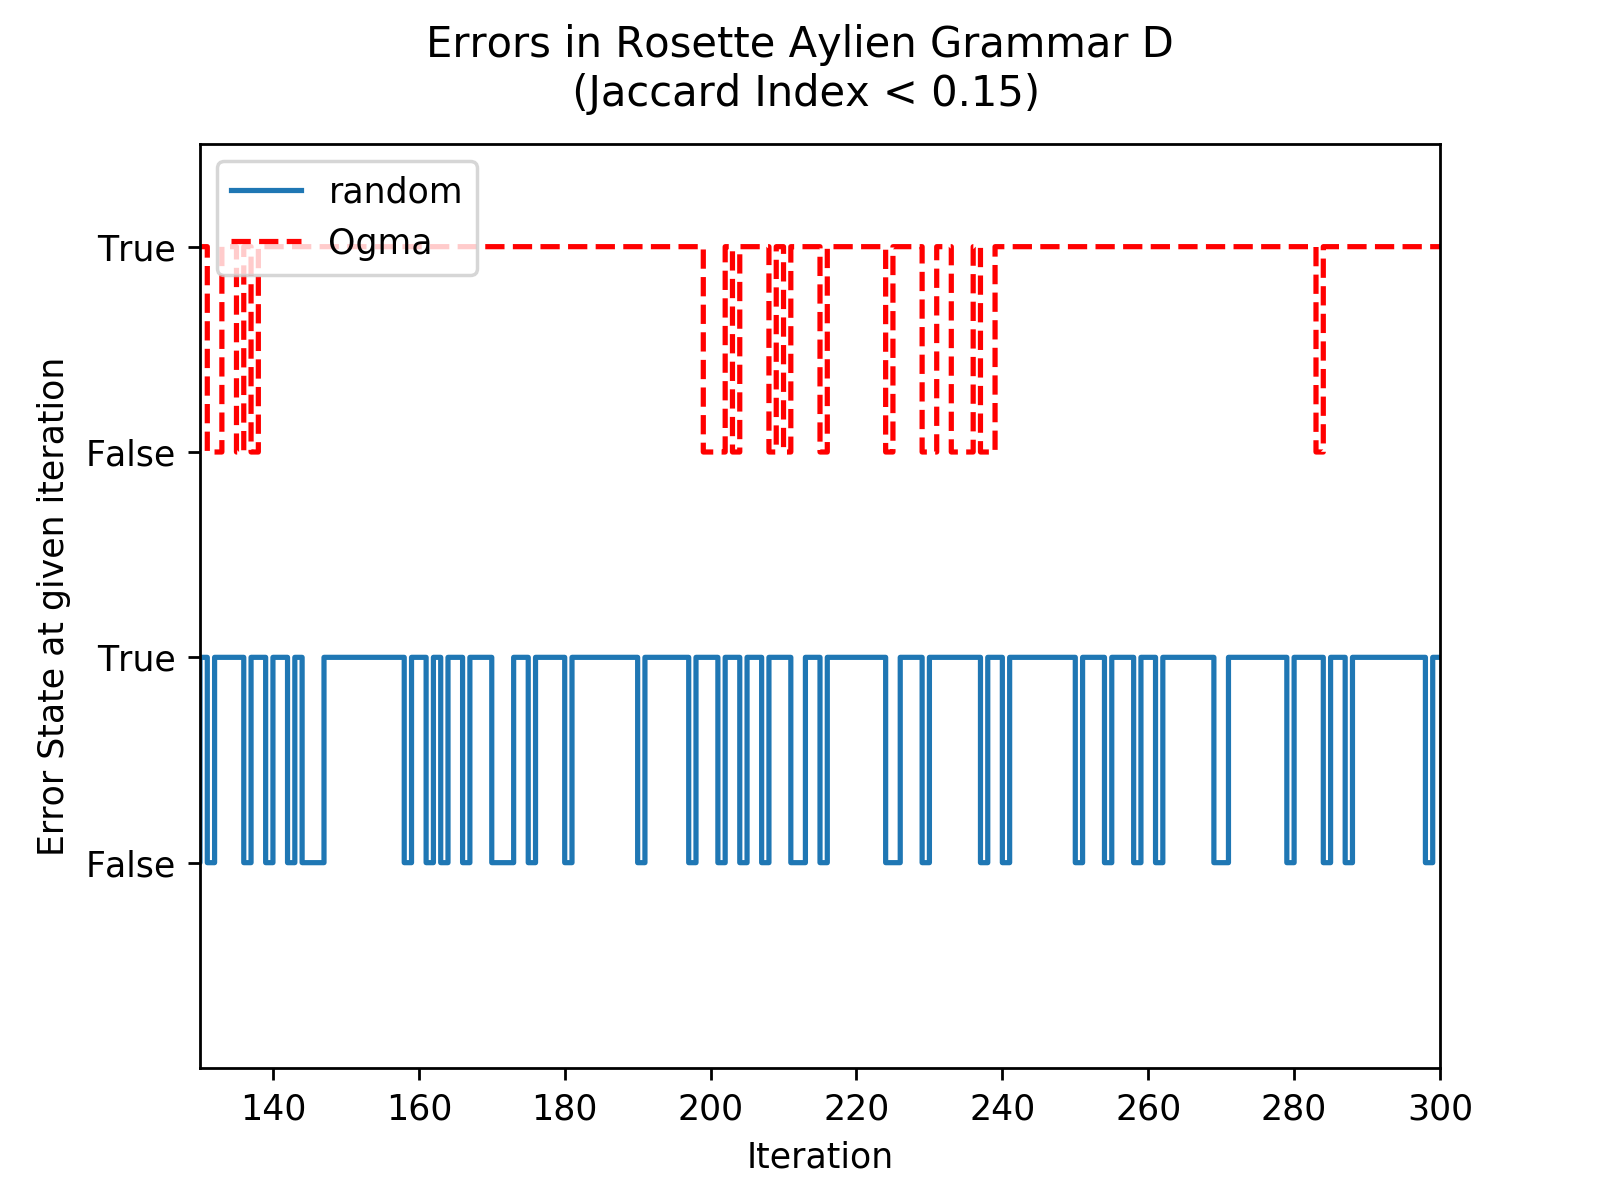 Errors in Rosette Aylien Grammar D
(Jaccard Index < 0.15)
random
Ogma
True
False
True
False
Error State at given iteration
140 160 180 200 220 240 260 280 300
Iteration